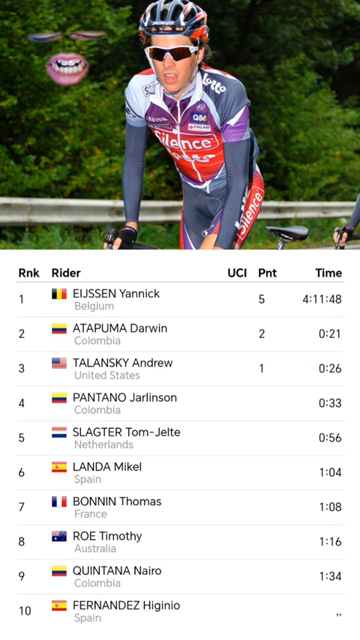 Lotto
Q8
Silence
Lotto
Silence
Rnk Rider UCI Pnt Time
1 EIJSSEN Yannick 5 4:11:48
Belgium
2 ATAPUMA Darwin 2 0:21
Colombia
3 TALANSKY Andrew 1 0:26
United States
4 PANTANO Jarlinson 0:33
Colombia
5 SLAGTER Tom-Jelte 0:56
Netherlands
6 LANDA Mikel 1:04
Spain
7 BONNIN Thomas 1:08
France
8 ROE Timothy 1:16
Australia
9 QUINTANA Nairo 1:34
Colombia
10 FERNANDEZ Higinio ,,
Spain